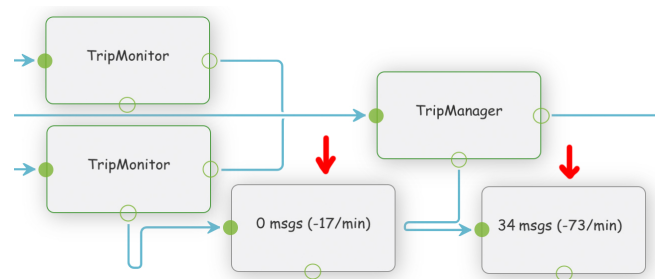 TripMonitor
TripManager
TripMonitor
0 msgs (-17/min)
34 msgs (-73/min)